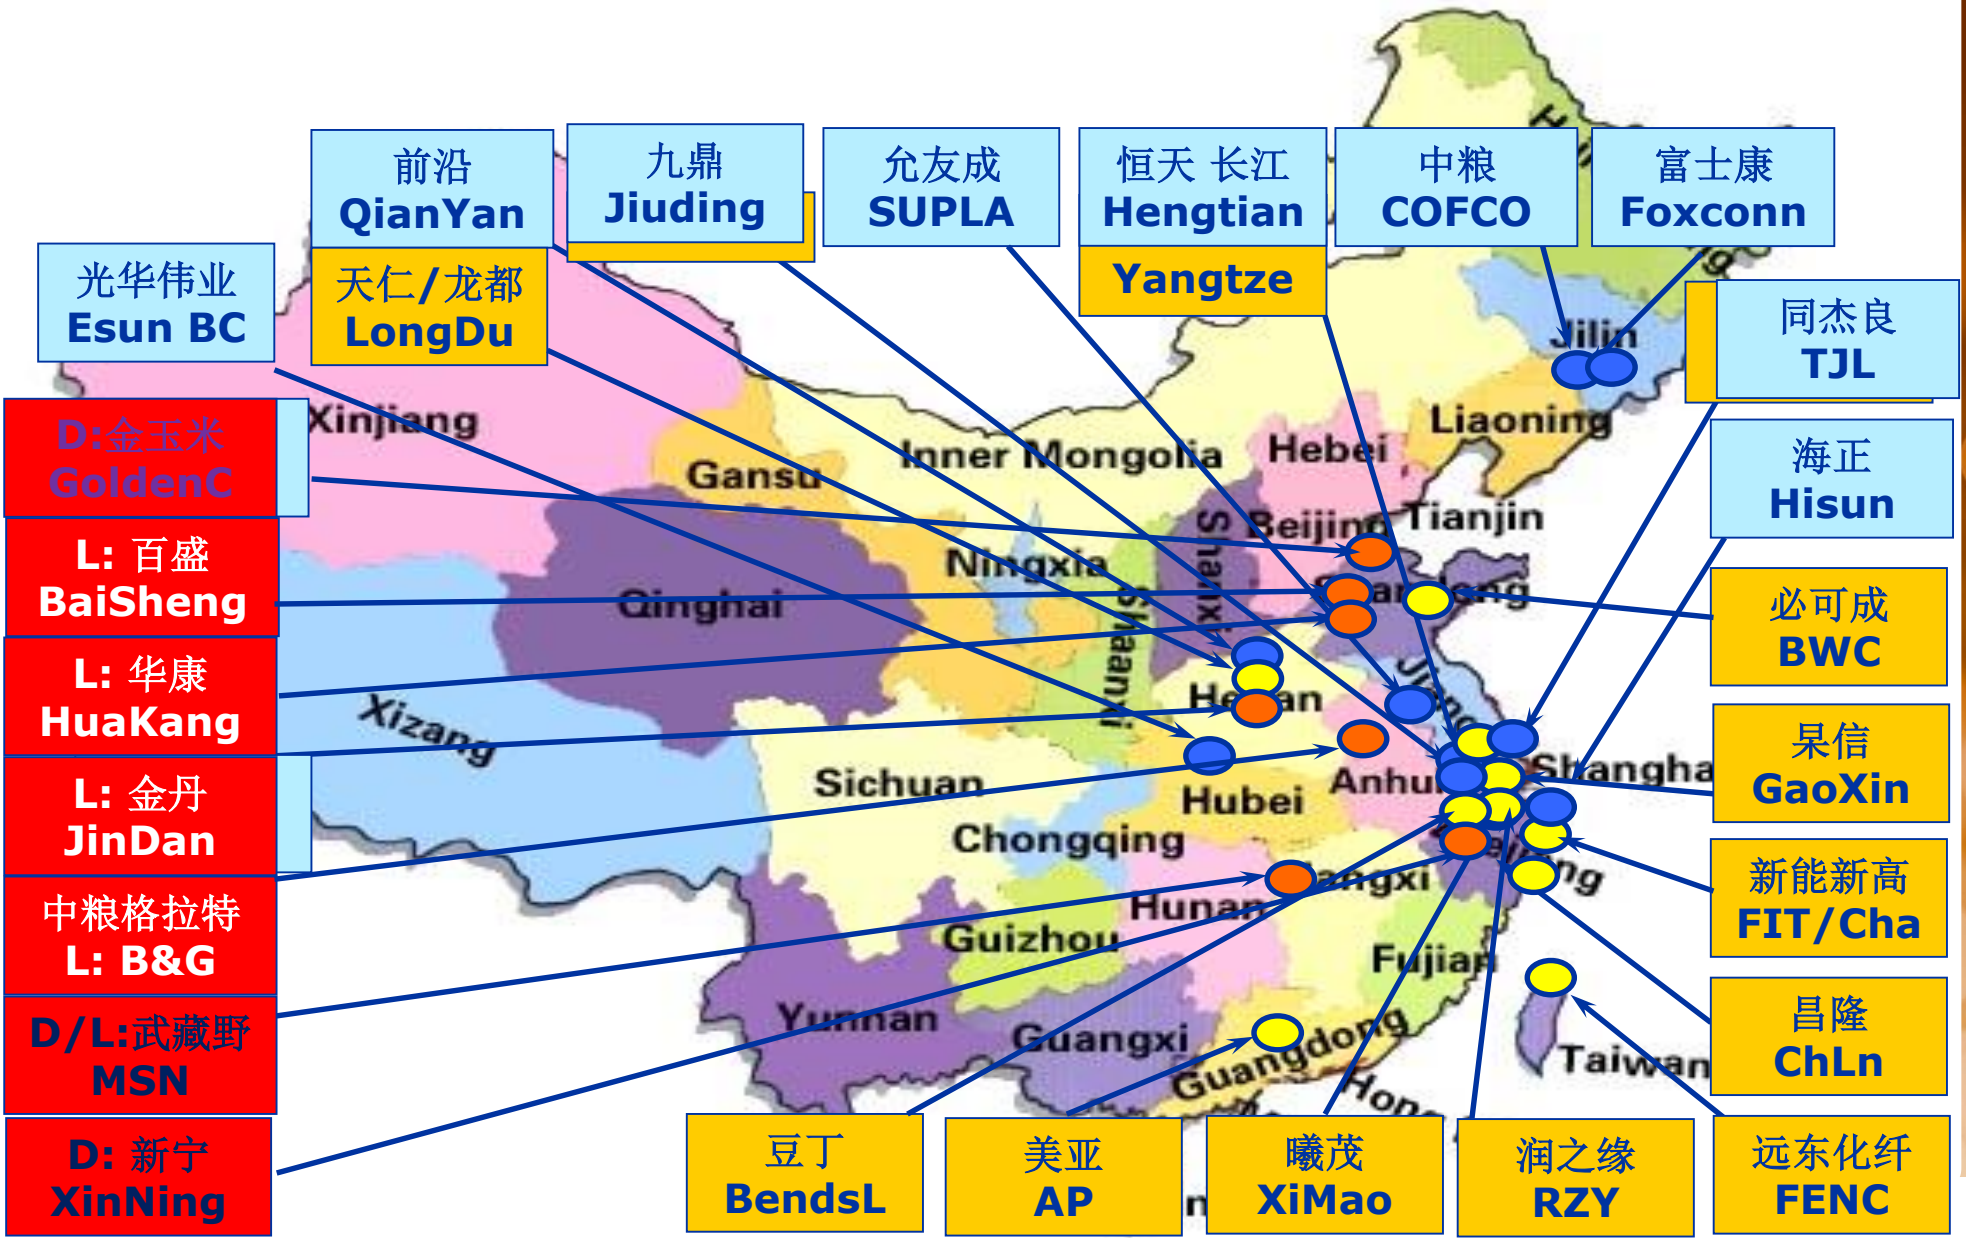 前沿
QianYan
九鼎
Jiuding
允友成
SUPLA
恒天 长江
Hengtian
Yangtze
中粮
COFCO
富士康
Foxconn
光华伟业
Esun BC
天仁/龙都
LongDu
同杰良
TJL
海正
Hisun
D:金玉米
GoldenC
L: 百盛
BaiSheng
L: 华康
HuaKang
L: 金丹
JinDan
中粮格拉特
L: B&G
D/L:武藏野
MSN
D: 新宁
XinNing
必可成
BWC
杲信
GaoXin
新能新高
FIT/Cha
昌隆
ChLn
豆丁
BendsL
美亚
AP
曦茂
XiMao
润之缘
RZY
远东化纤
FENC
Jilin
Liaoning
Xinjiang
Gansu
Inner Mongolia
Hebei
Beijing
Tianjin
Shanxi
Ningxia
Shaanxi
Qinghai
Xizang
Sichuan
Hubei
Chongqing
Hunan
Guizhou
Fujian
Yunnan
Guangxi
Guangdong
Taiwan